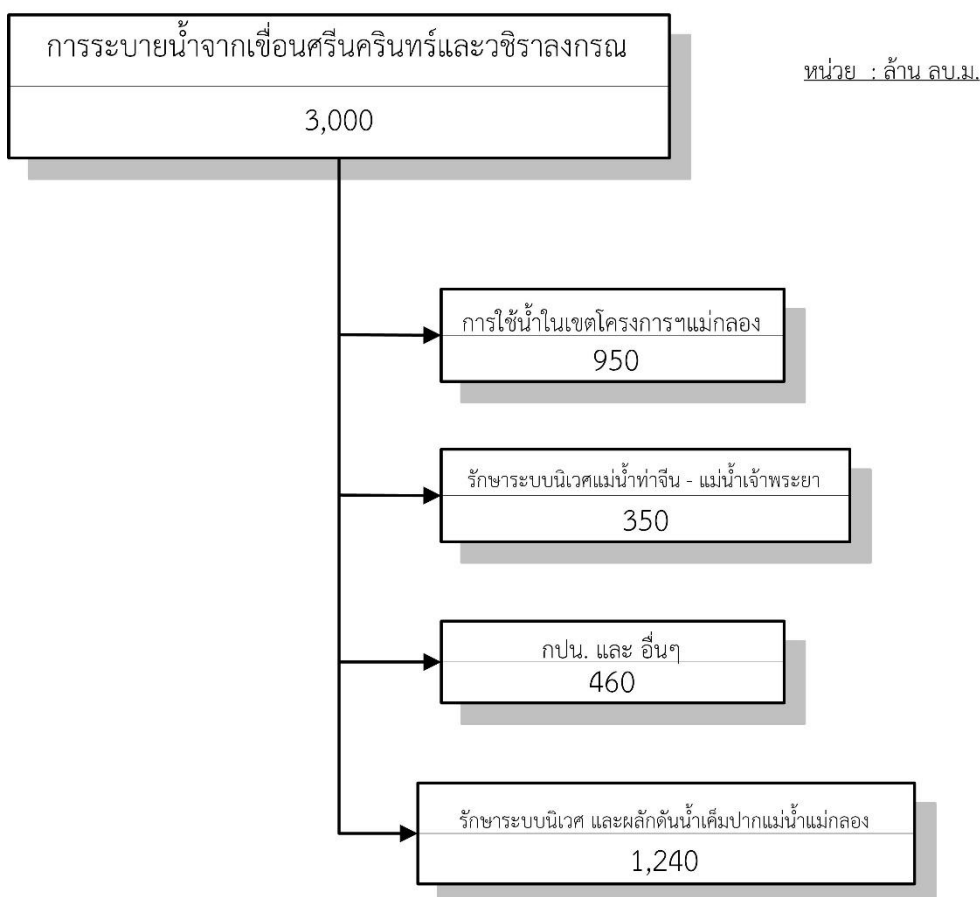 การระบายน้ำจากเขื่อนศรีนครินทร์และวชิราลงกรณ
3,000
หน่วย : ล้าน ลบ.ม.
การใช้น้ำในเขตโครงการฯแม่กลอง
950
รักษาระบบนิเวศแม่น้ำท่าจีน - แม่น้ำเจ้าพระยา
350
กปน. และ อื่นๆ
460
รักษาระบบนิเวศ และผลักดันน้ำเค็มปากแม่น้ำแม่กลอง
1,240